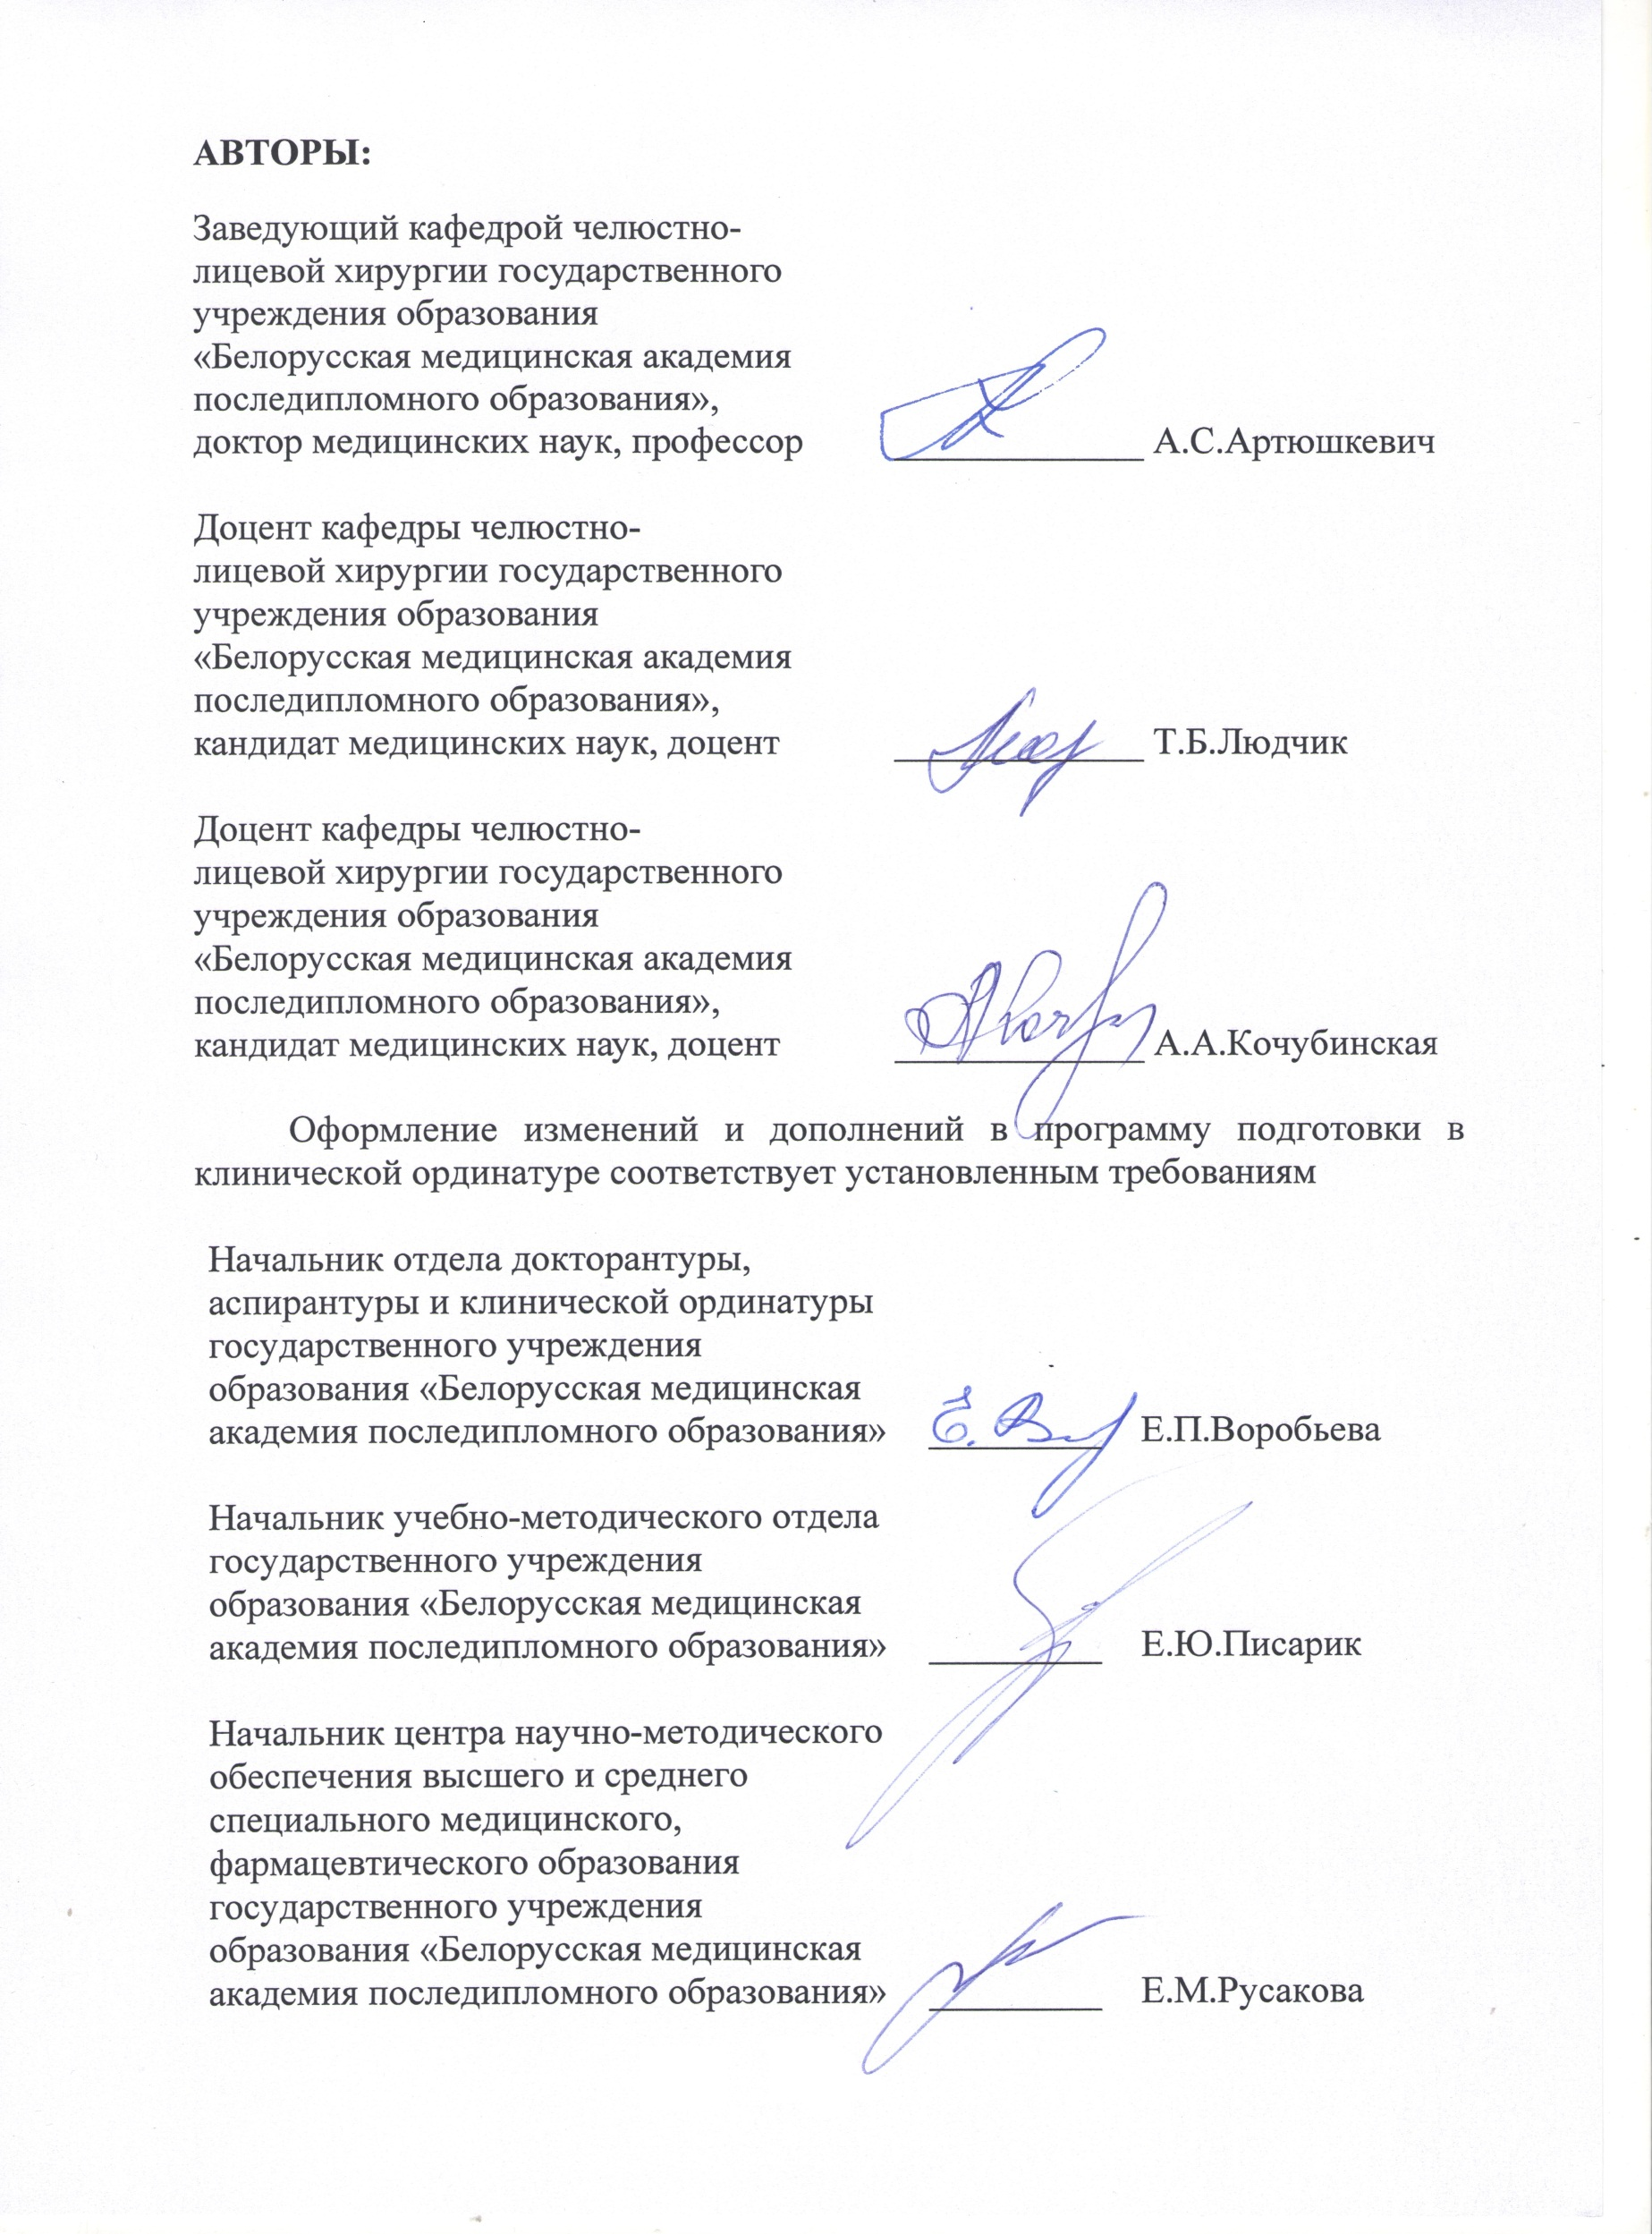 АВТОРЫ:
Заведующий кафедрой челюстно-
лицевой хирургии государственного
учреждения образования
«Белорусская медицинская академия
последипломного образования»,
доктор медицинских наук, профессор ______________ А.С.Артюшкевич
Доцент кафедры челюстно-
лицевой хирургии государственного
учреждения образования
«Белорусская медицинская академия
последипломного образования»,
кандидат медицинских наук, доцент ______________ Т.Б.Людчик
Доцент кафедры челюстно-
лицевой хирургии государственного
учреждения образования
«Белорусская медицинская академия
последипломного образования»,
кандидат медицинских наук, доцент ______________ А.А.Кочубинская
Оформление изменений и дополнений в программу подготовки в
клинической ординатуре соответствует установленным требованиям
Начальник отдела докторантуры,
аспирантуры и клинической ординатуры
государственного учреждения
образования «Белорусская медицинская
академия последипломного образования» __________ Е.П.Воробьева
Начальник учебно-методического отдела
государственного учреждения
образования «Белорусская медицинская
академия последипломного образования» __________ Е.Ю.Писарик
Начальник центра научно-методического
обеспечения высшего и среднего
специального медицинского,
фармацевтического образования
государственного учреждения
образования «Белорусская медицинская
академия последипломного образования» __________ Е.М.Русакова